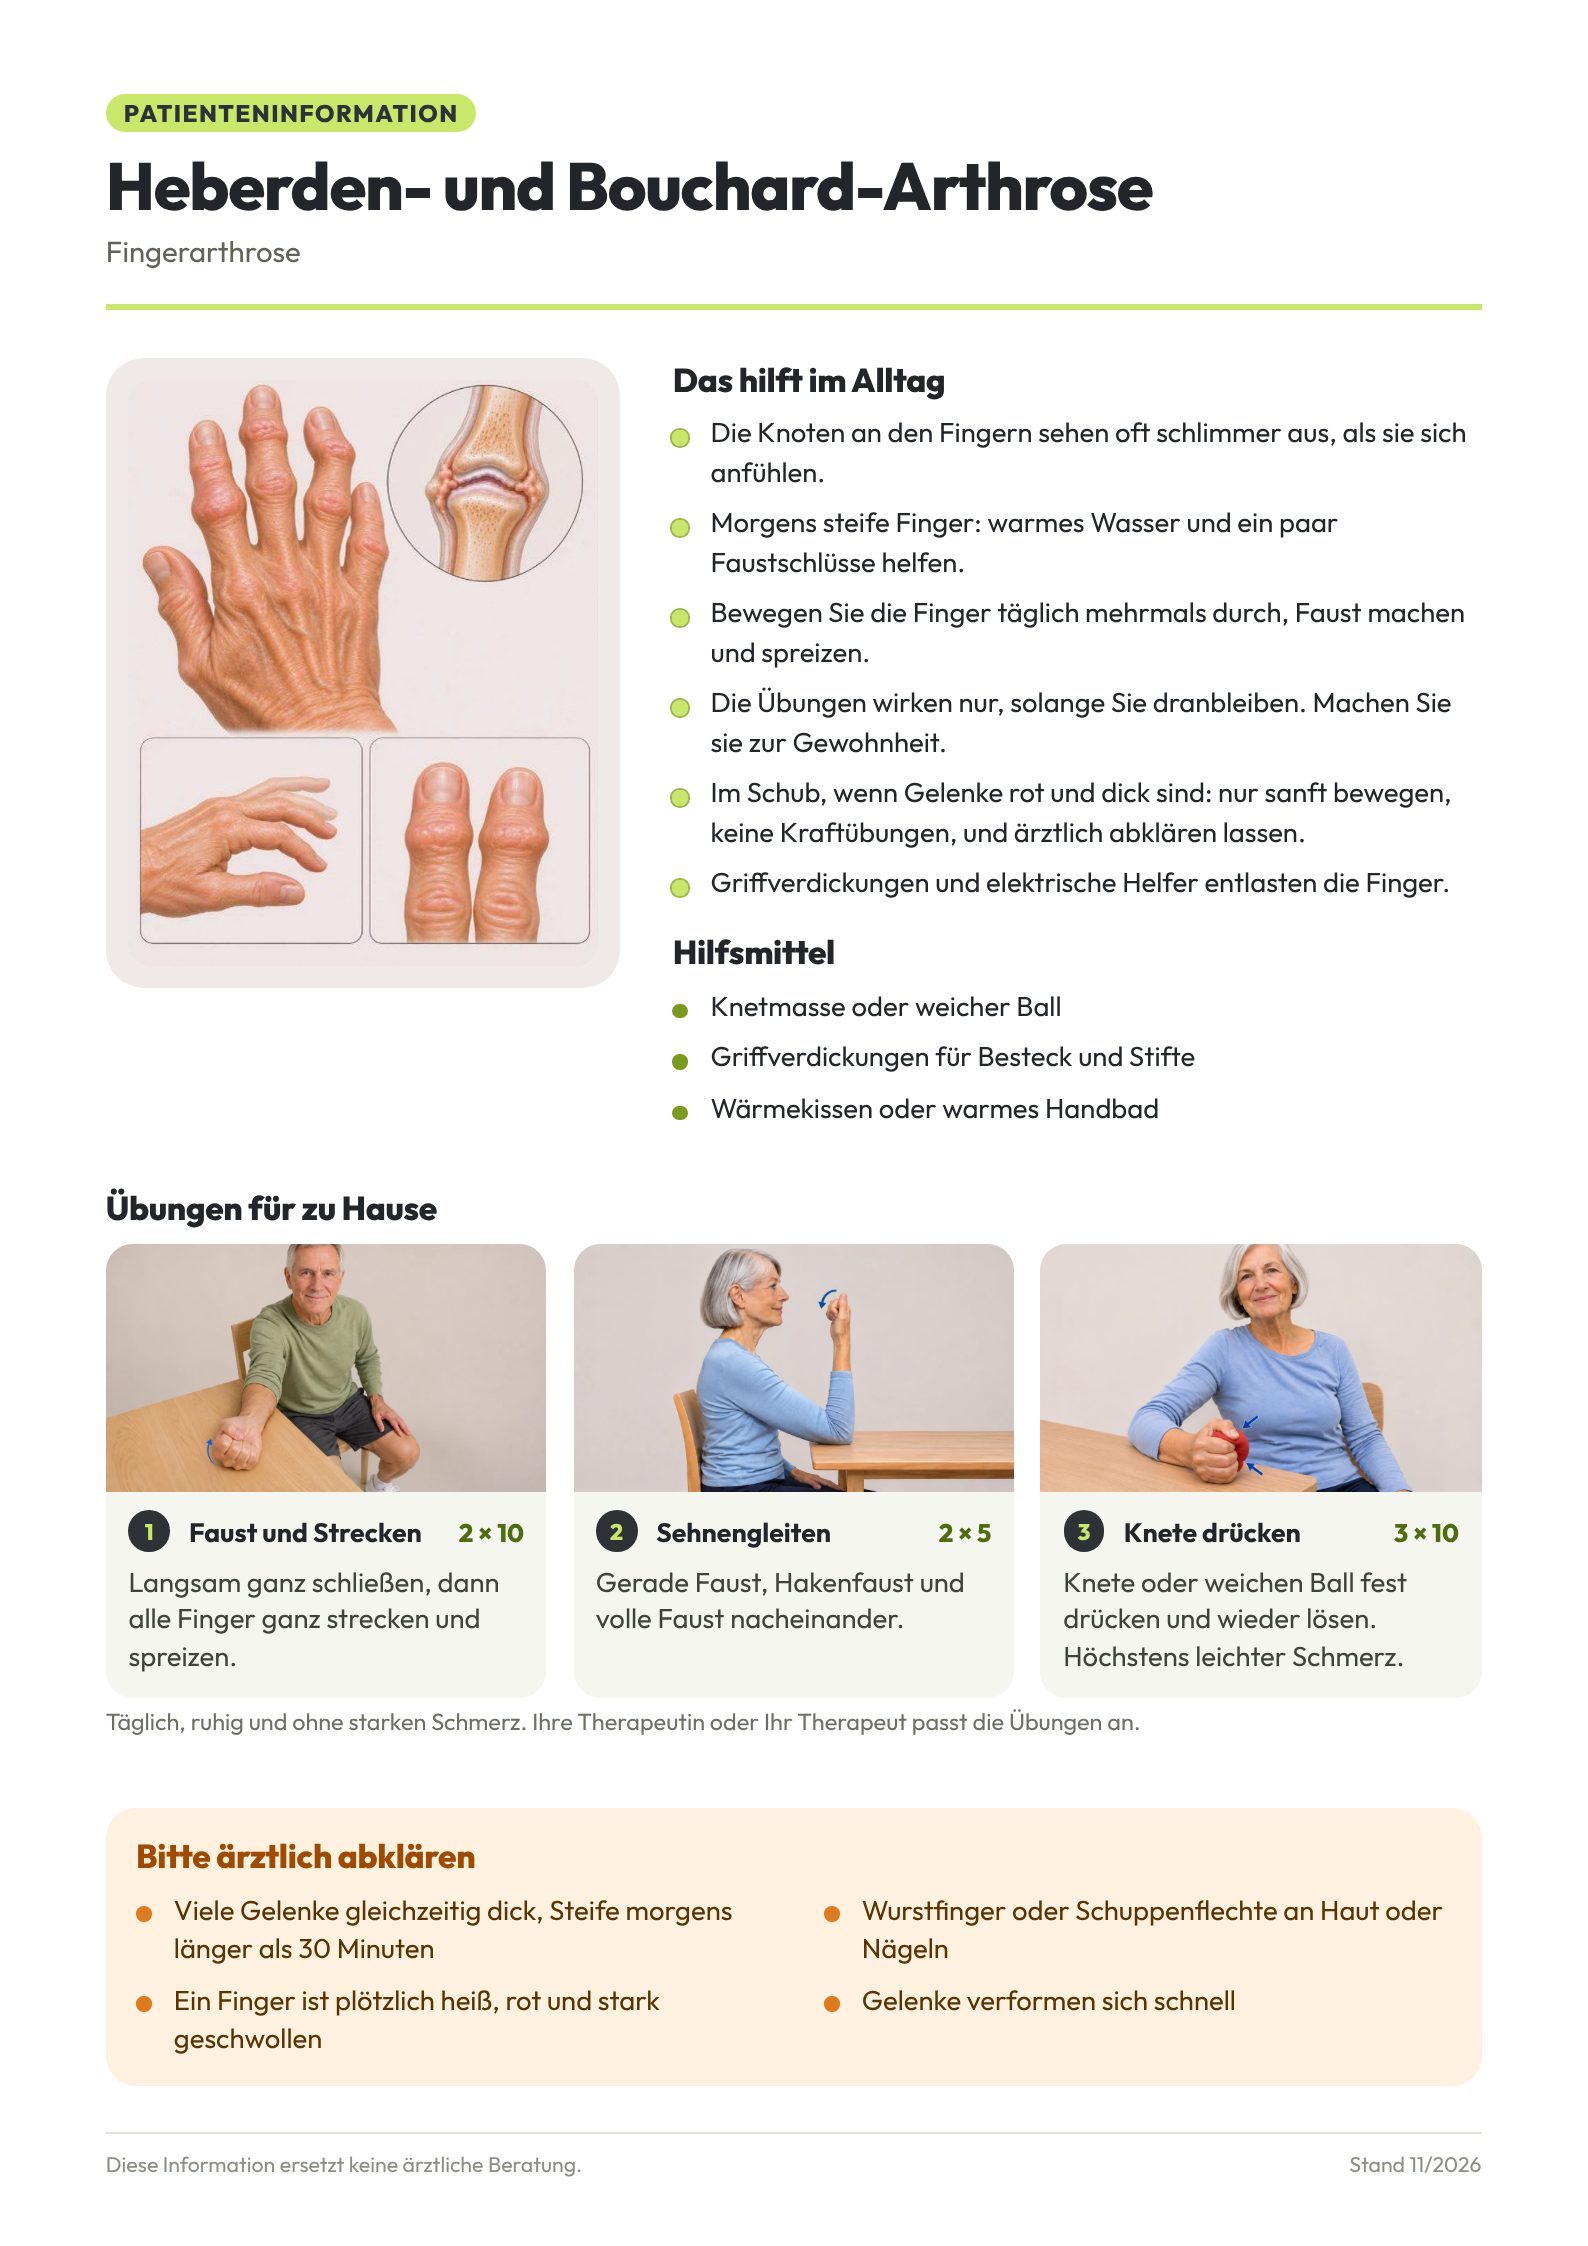 PATIENTENINFORMATION
Heberden- und Bouchard-Arthrose
Fingerarthrose
Das hilft im Alltag
Die Knoten an den Fingern sehen oft schlimmer aus, als sie sich
anfühlen.
Morgens steife Finger: warmes Wasser und ein paar
Faustschlüsse helfen.
Bewegen Sie die Finger täglich mehrmals durch, Faust machen
und spreizen.
Die Übungen wirken nur, solange Sie dranbleiben. Machen Sie
sie zur Gewohnheit.
Im Schub, wenn Gelenke rot und dick sind: nur sanft bewegen,
keine Kraftübungen, und ärztlich abklären lassen.
Griffverdickungen und elektrische Helfer entlasten die Finger.
Hilfsmittel
Knetmasse oder weicher Ball
Griffverdickungen für Besteck und Stifte
Wärmekissen oder warmes Handbad
Übungen für zu Hause
1 Faust und Strecken 2 × 10
Langsam ganz schließen, dann
alle Finger ganz strecken und
spreizen.
2 Sehnengleiten 2 × 5
Gerade Faust, Hakenfaust und
volle Faust nacheinander.
3 Knete drücken 3 × 10
Knete oder weichen Ball fest
drücken und wieder lösen.
Höchstens leichter Schmerz.
Täglich, ruhig und ohne starken Schmerz. Ihre Therapeutin oder Ihr Therapeut passt die Übungen an.
Bitte ärztlich abklären
Viele Gelenke gleichzeitig dick, Steife morgens
länger als 30 Minuten
Ein Finger ist plötzlich heiß, rot und stark
geschwollen
Wurstfinger oder Schuppenflechte an Haut oder
Nägeln
Gelenke verformen sich schnell
Diese Information ersetzt keine ärztliche Beratung.
Stand 11/2026